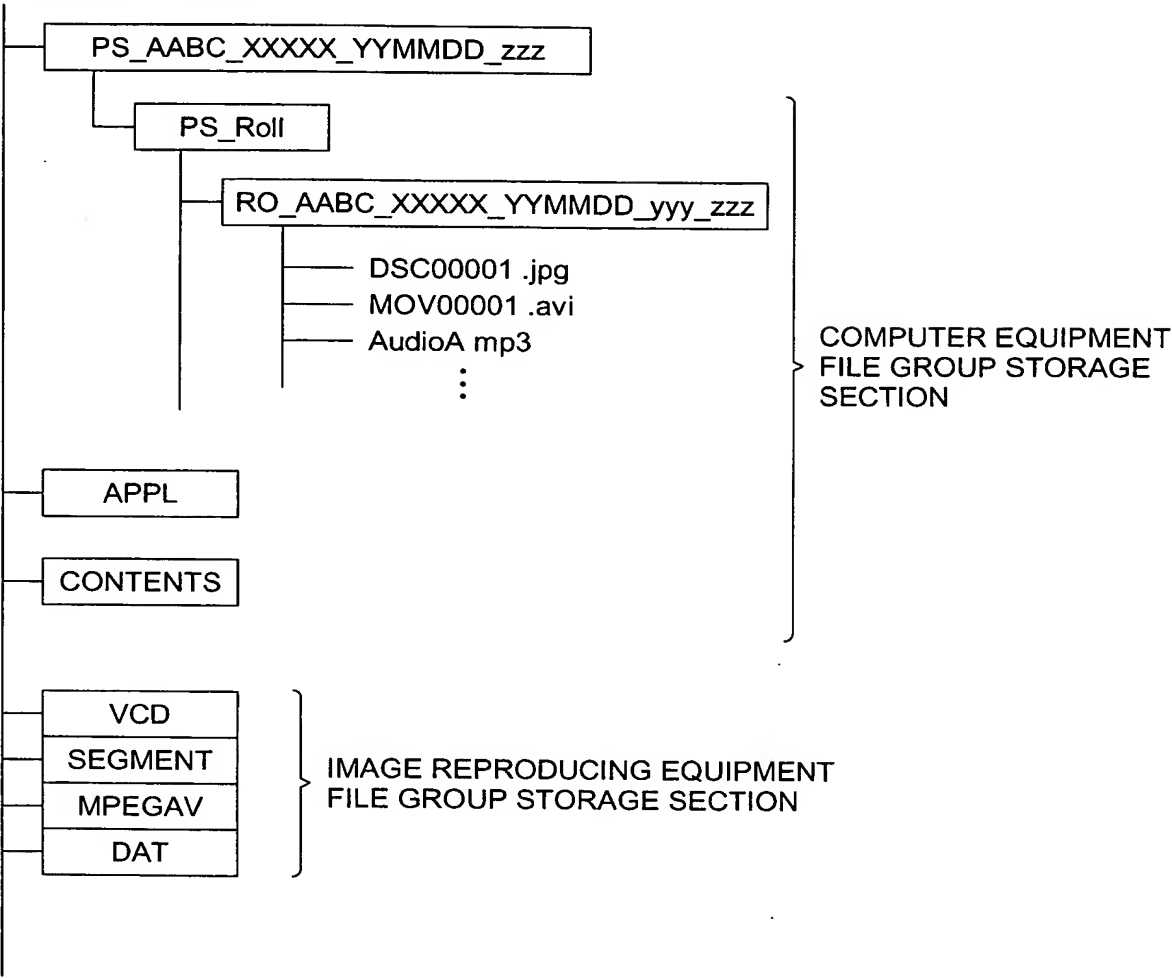 PS_AABC_XXXXX_YYMMDD_zzz
PS_Roll
RO_AABC_XXXXX_YYMMDD_yyy_zzz
DSC00001 .jpg
MOV00001 .avi
AudioA mp3
COMPUTER EQUIPMENT
FILE GROUP STORAGE
SECTION
APPL
CONTENTS
VCD
SEGMENT
MPEGAV
DAT
IMAGE REPRODUCING EQUIPMENT
FILE GROUP STORAGE SECTION